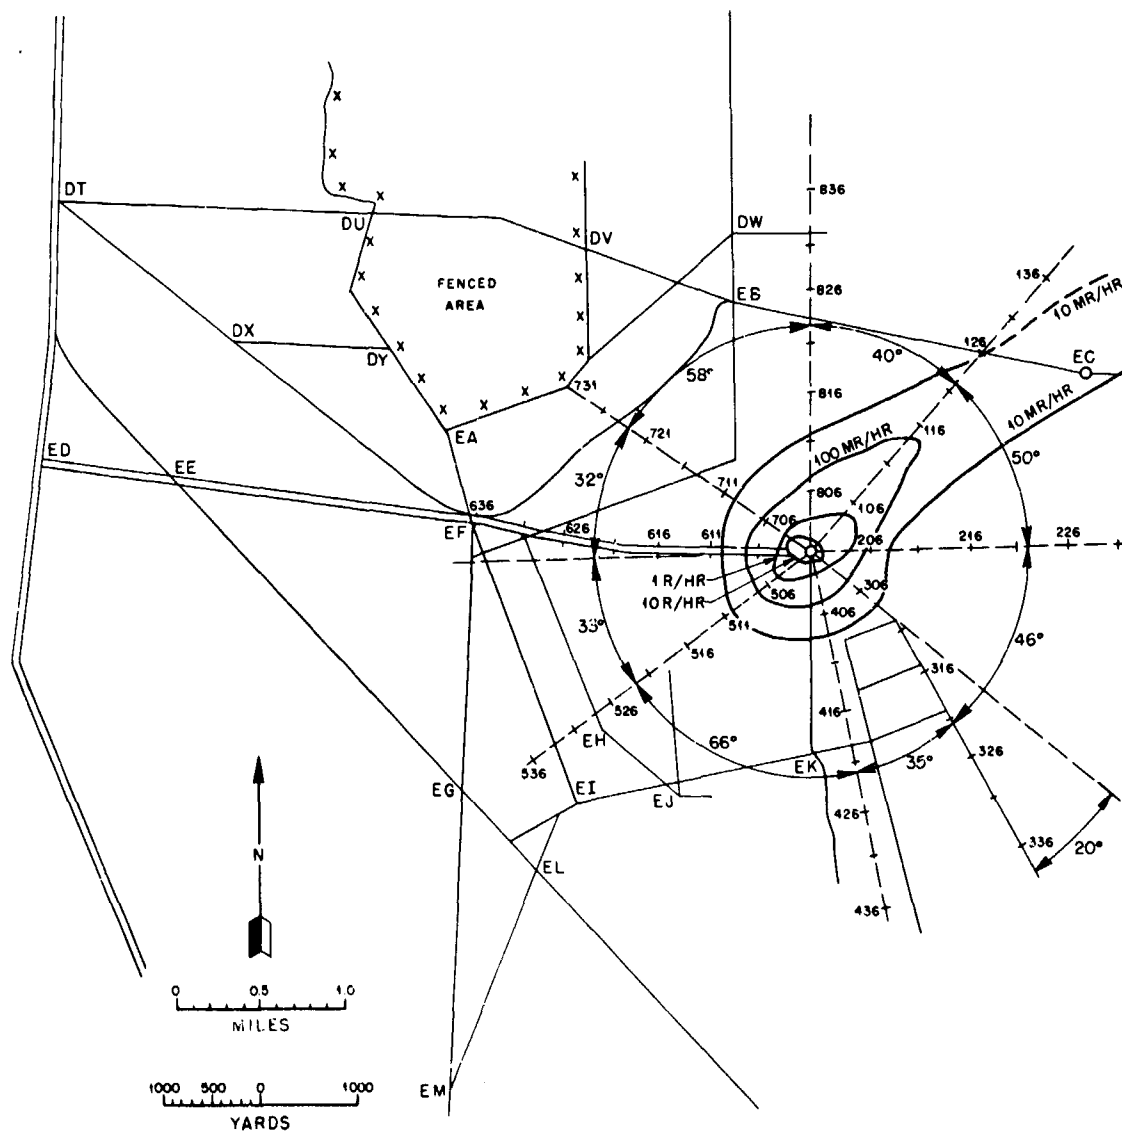 836
DT
DU
DW
DV
136
10 MR/HR
FENCED
AREA
826
EB
DX
DY
126
EC
40°
58°
731
816
10 MR/HR
EA
721
116
100 MR/HR
50°
ED
EE
32°
711
806
636
106
EF
626
616
611
706
206
216
226
1 R/HR
10 R/HR
506
306
406
33°
511
46°
516
316
526
416
EH
66°
35°
326
536
EK
EG
EI
EJ
426
336
20°
N
EL
436
0 0.5 1.0
MILES
1000 500 0 1000
YARDS
EM